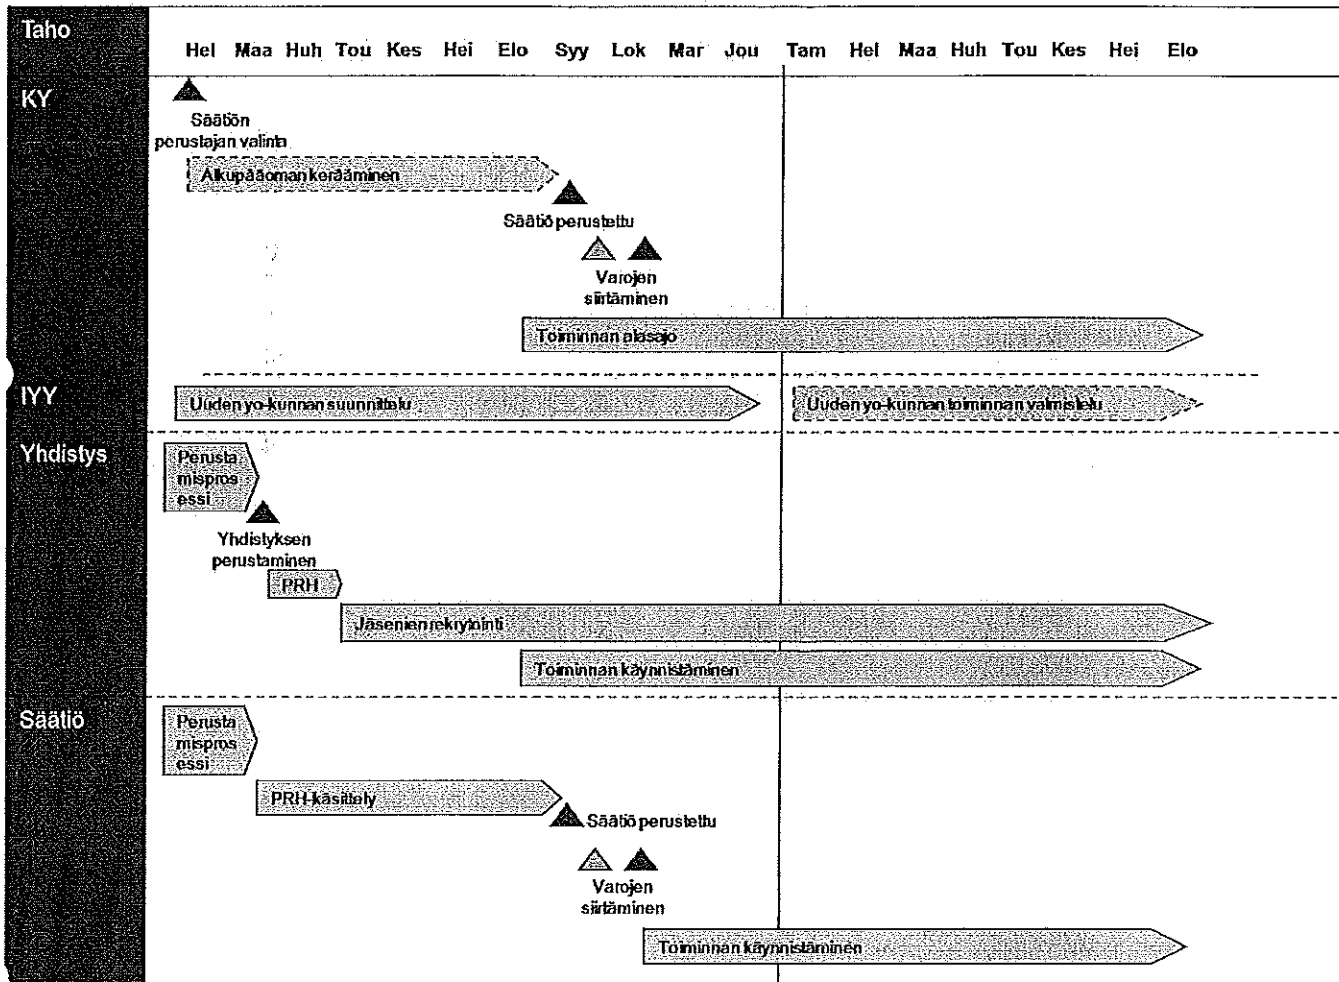 Taho
Hel Maa Huh Tou Kes Hei Elo Syy Lok Mar Jou Tam Hel Maa Huh Tou Kes Hei Elo
KY
Säätiön
perustajan valinta
Alkupääoman kerääminen
Säätiö perustettu
Varojen
siirtäminen
Toiminnan alasajo
IYY
Uuden yo-kunnan suunnittelu
Uuden yo-kunnan toiminnan valmistelu
Yhdistys
Perusta
mispros
essi
Yhdistyksen
perustaminen
PRH
Jäsenien rekrytointi
Toiminnan käynnistäminen
Säätiö
Perusta
mispros
essi
PRH-käsittely
Säätiö perustettu
Varojen
siirtäminen
Toiminnan käynnistäminen